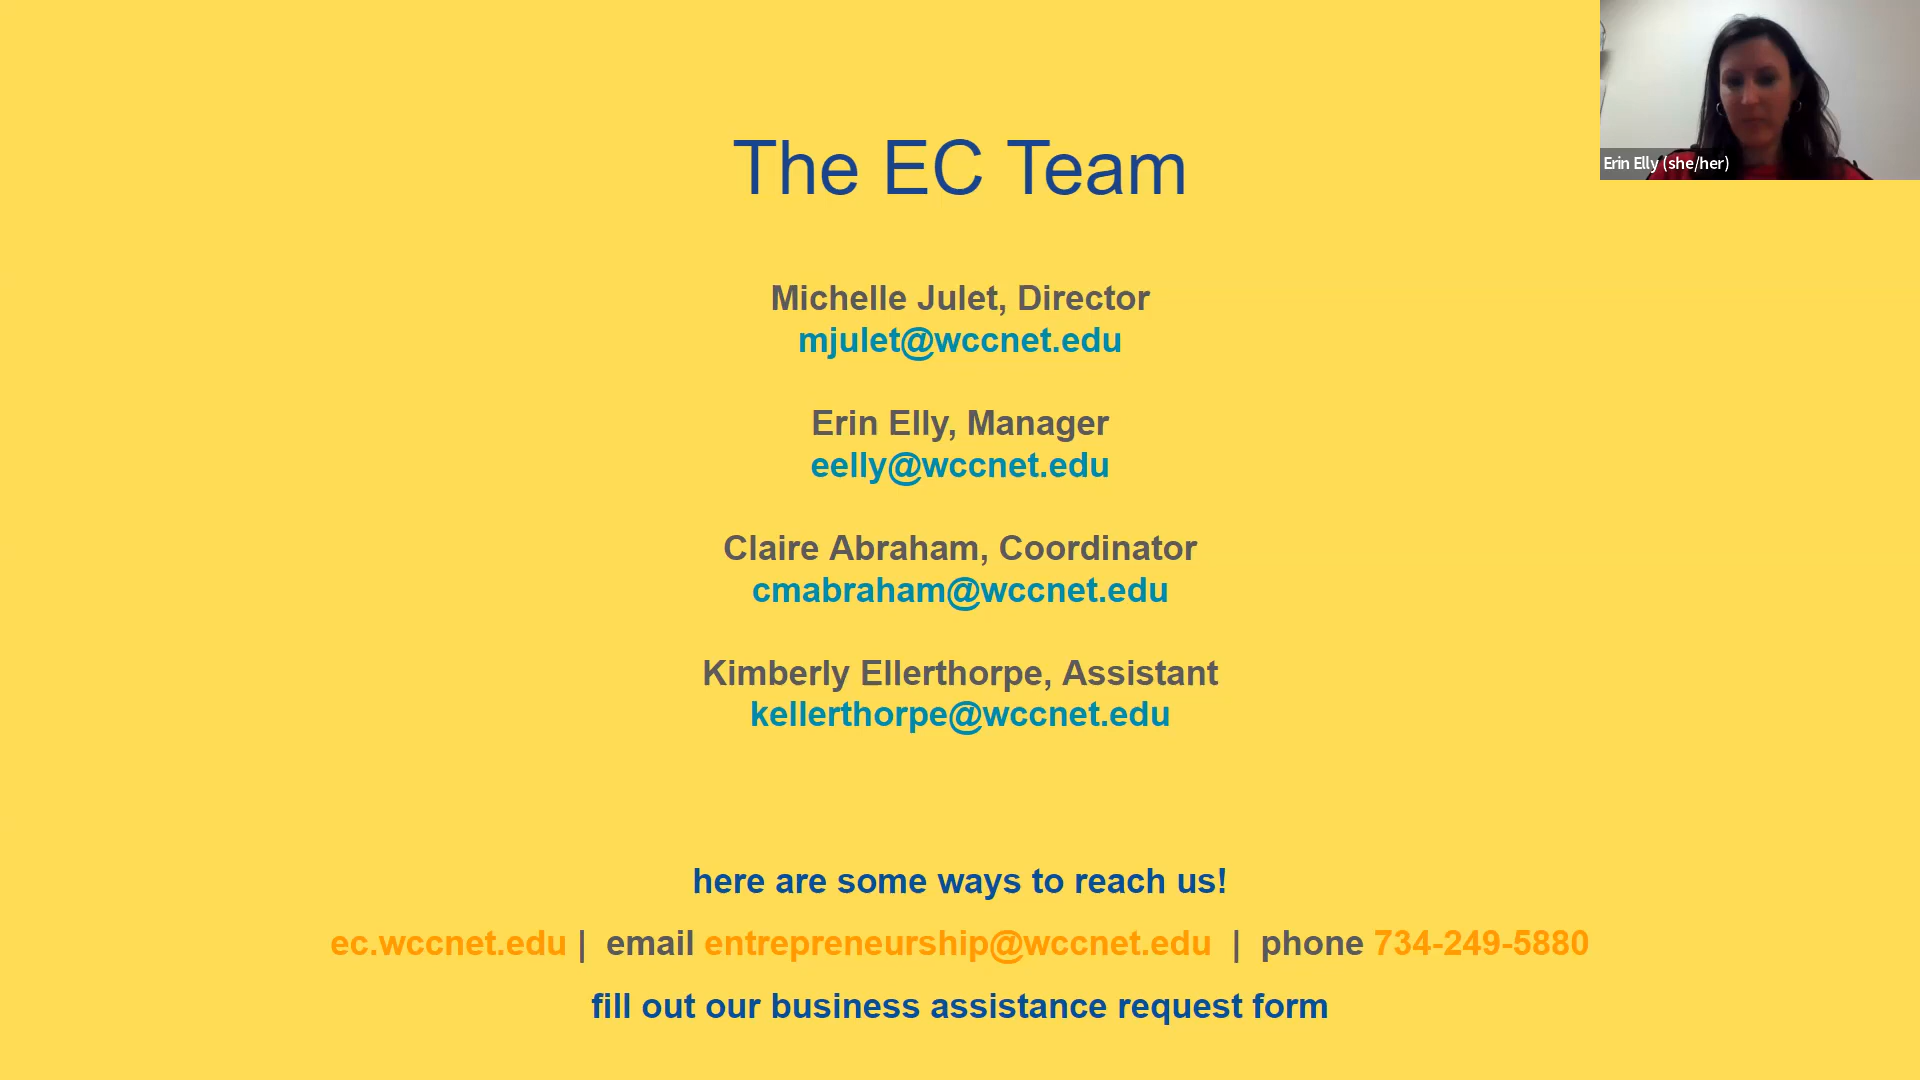 The EC Team
Erin Elly (she/her)
Michelle Julet, Director
mjulet@wccnet.edu
Erin Elly, Manager
eelly@wccnet.edu
Claire Abraham, Coordinator
cmabraham@wccnet.edu
Kimberly Ellerthorpe, Assistant
kellerthorpe@wccnet.edu
here are some ways to reach us!
ec.wccnet.edu | email entrepreneurship@wccnet.edu | phone 734-249-5880
fill out our business assistance request form